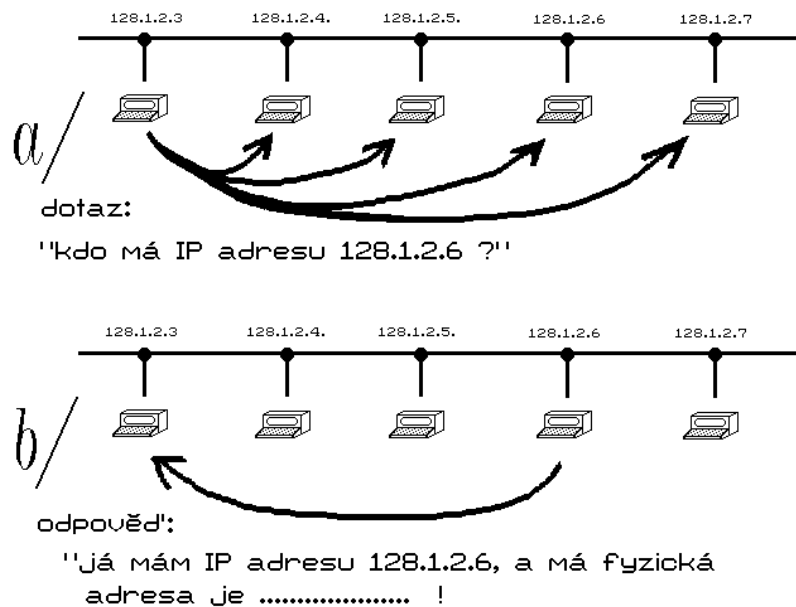 128.1.2.3 128.1.2.4. 128.1.2.5. 128.1.2.6 128.1.2.7
a/
dotaz:
"kdo má IP adresu 128.1.2.6 ?"
128.1.2.3 128.1.2.4. 128.1.2.5. 128.1.2.6 128.1.2.7
b/
odpověď:
"já mám IP adresu 128.1.2.6, a má fyzická
adresa je .................... !